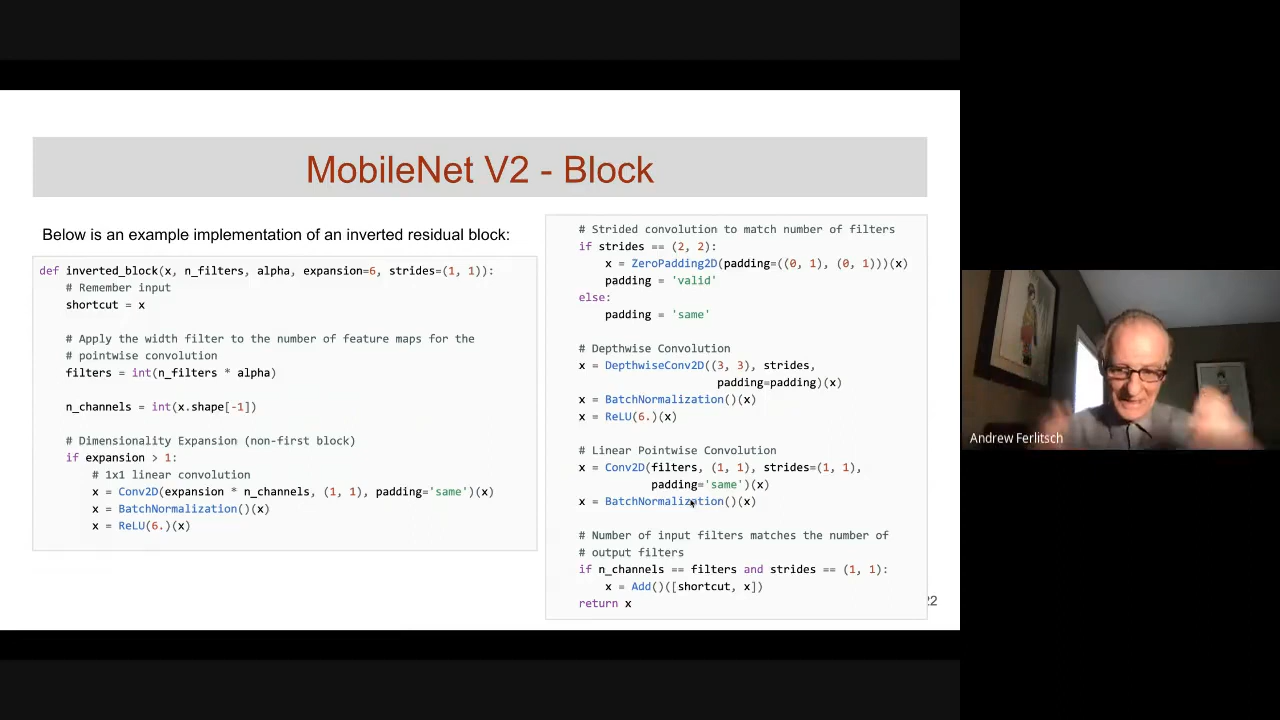 MobileNet V2 - Block
Below is an example implementation of an inverted residual block:
def inverted_block(x, n_filters, alpha, expansion=6, strides=(1, 1)):
# Remember input
shortcut = x
# Apply the width filter to the number of feature maps for the
# pointwise convolution
filters = int(n_filters * alpha)
n_channels = int(x.shape[-1])
# Dimensionality Expansion (non-first block)
if expansion > 1:
# 1x1 linear convolution
x = Conv2D(expansion * n_channels, (1, 1), padding='same')(x)
x = BatchNormalization()(x)
x = ReLU(6.)(x)
# Strided convolution to match number of filters
if strides == (2, 2):
x = ZeroPadding2D(padding=((0, 1), (0, 1)))(x)
padding = 'valid'
else:
padding = 'same'
# Depthwise Convolution
x = DepthwiseConv2D((3, 3), strides,
padding=padding)(x)
x = BatchNormalization()(x)
x = ReLU(6.)(x)
# Linear Pointwise Convolution
x = Conv2D(filters, (1, 1), strides=(1, 1),
padding='same')(x)
x = BatchNormalization()(x)
# Number of input filters matches the number of
# output filters
if n_channels == filters and strides == (1, 1):
x = Add()([shortcut, x])
return x
22
Andrew Ferlitsch